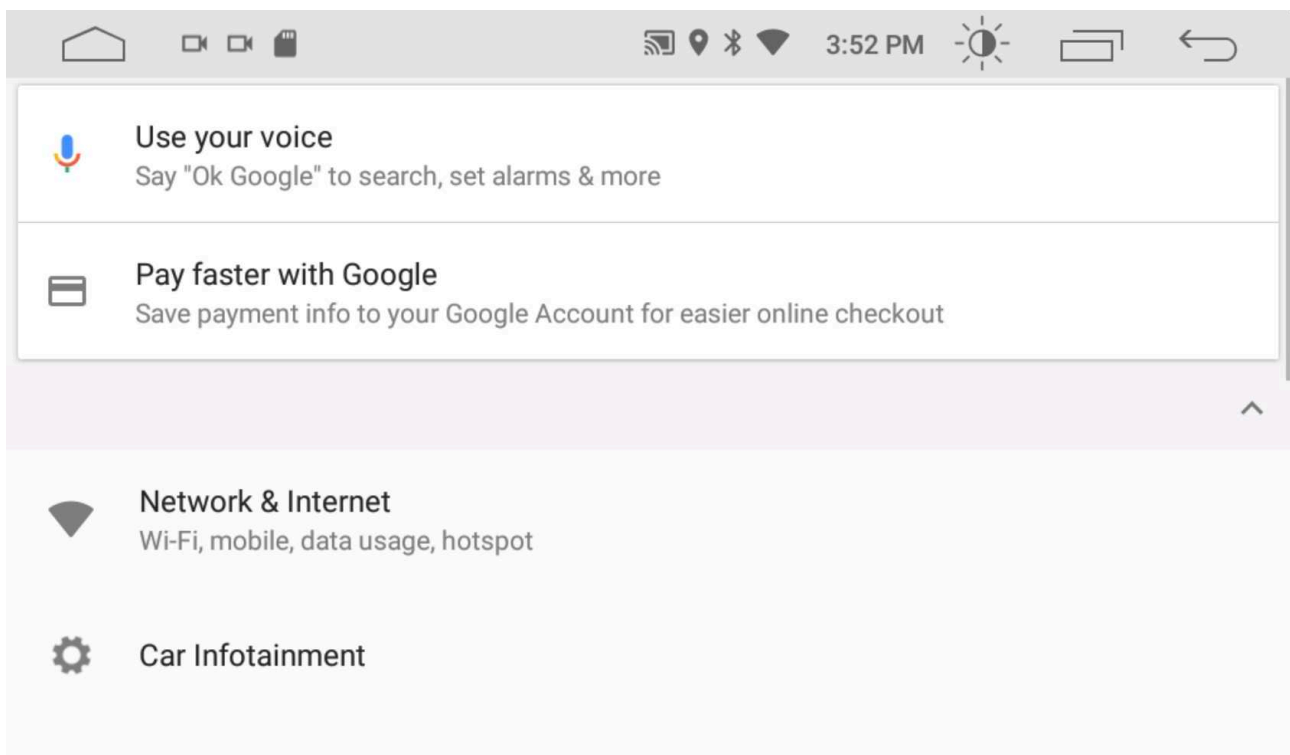 3:52 PM
Use your voice
Say "Ok Google" to search, set alarms & more
Pay faster with Google
Save payment info to your Google Account for easier online checkout
Network & Internet
Wi-Fi, mobile, data usage, hotspot
Car Infotainment